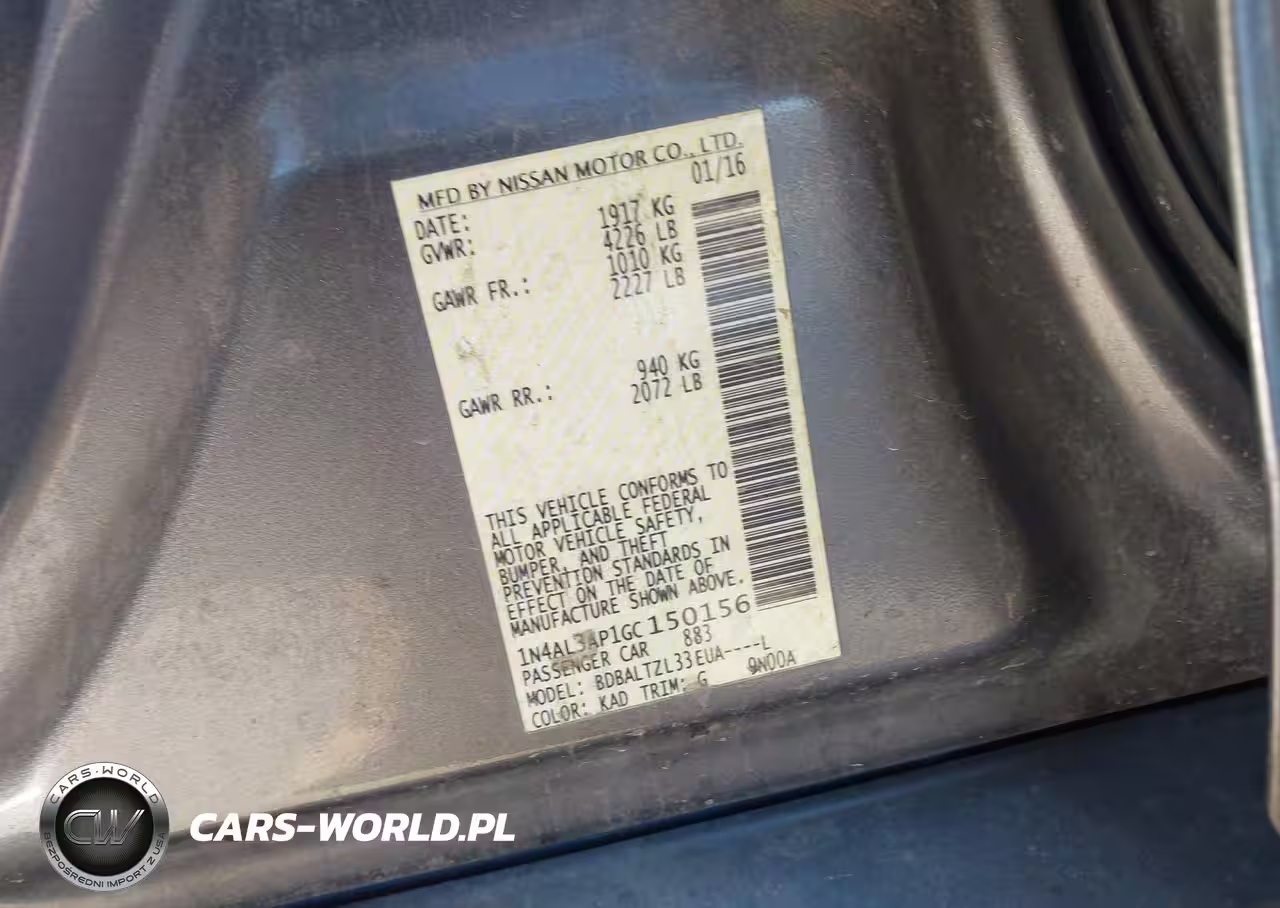 MFD BY NISSAN MOTOR CO., LTD.
DATE: 01/16
GVWR: 1917 KG
4226 LB
GAWR FR.: 1010 KG
2227 LB
GAWR RR.: 940 KG
2072 LB
THIS VEHICLE CONFORMS TO
ALL APPLICABLE FEDERAL
MOTOR VEHICLE SAFETY,
BUMPER, AND THEFT
PREVENTION STANDARDS IN
EFFECT ON THE DATE OF
MANUFACTURE SHOWN ABOVE.
1N4AL3AP1GC150156
PASSENGER CAR 883
MODEL: BDBALTZL33EUA----L
COLOR: KAD TRIM: G 9N00A
CARS-WORLD
CW
BEZPOŚREDNI IMPORT Z USA
CARS-WORLD.PL